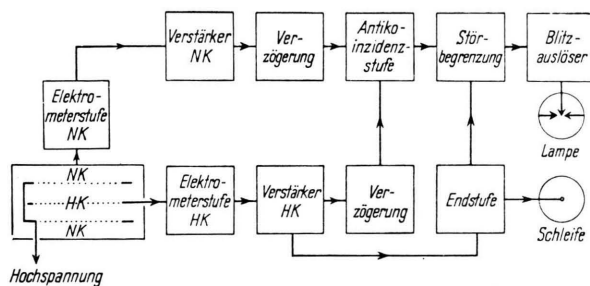 Verstärker
NK
Ver-
zögerung
Antiko-
inzidenz-
stufe
Stör-
begrenzung
Blitz-
auslöser
Elektro-
meterstufe
NK
Lampe
NK
HK
NK
Elektro-
meterstufe
HK
Verstärker
HK
Ver-
zögerung
Endstufe
Schleife
Hochspannung